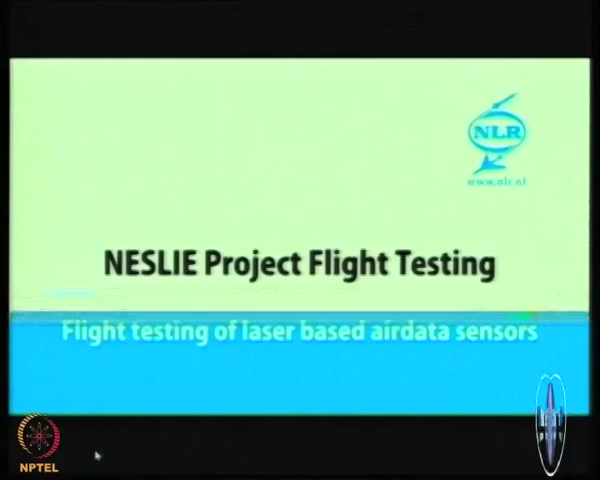 NLR
www.nlr.nl
NESLIE Project Flight Testing
Flight testing of laser based airdata sensors
NPTEL